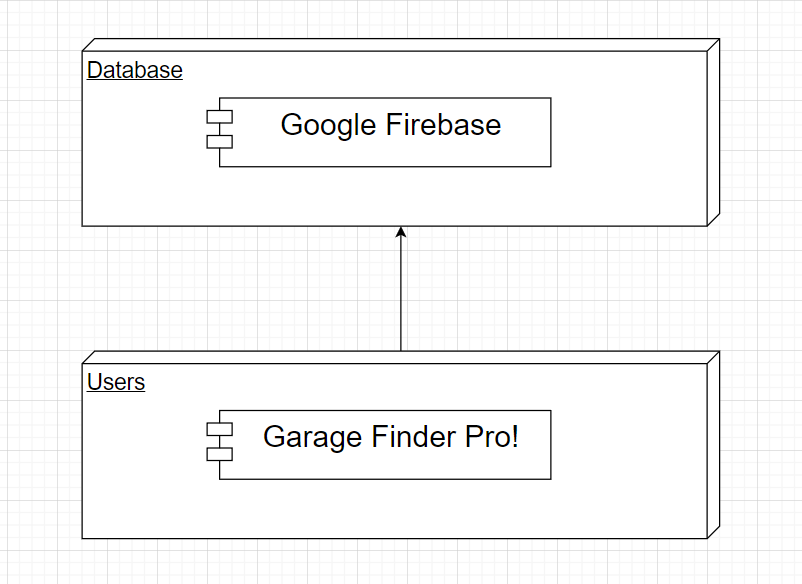 Database
Google Firebase
Users
Garage Finder Pro!